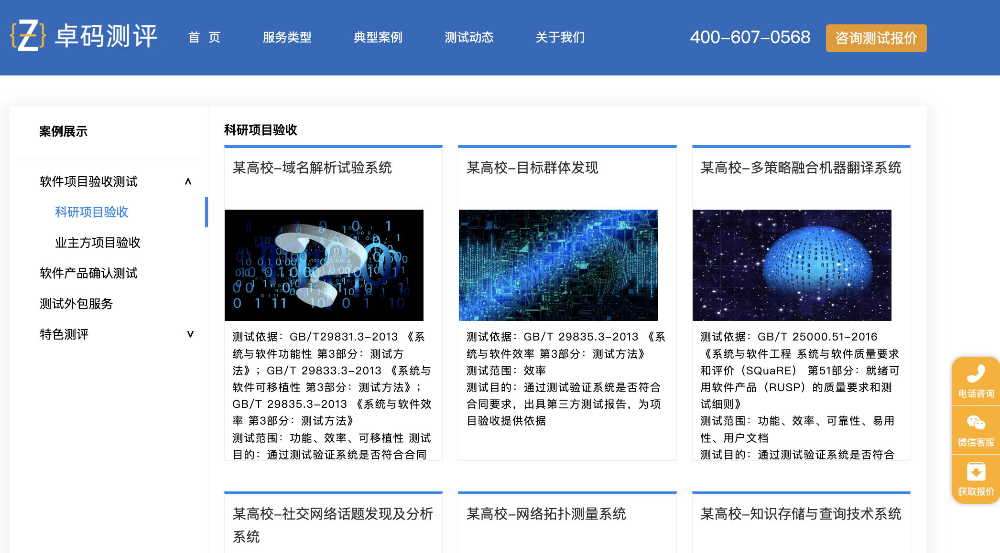 卓码测评
首 页
服务类型
典型案例
测试动态
关于我们
400-607-0568
咨询测试报价
案例展示
软件项目验收测试
科研项目验收
业主方项目验收
软件产品确认测试
测试外包服务
特色测评
科研项目验收
某高校-域名解析试验系统
测试依据：GB/T29831.3-2013 《系
统与软件功能性 第3部分：测试方
法》；GB/T 29833.3-2013 《系统与
软件可移植性 第3部分：测试方法》；
GB/T 29835.3-2013 《系统与软件效
率 第3部分：测试方法》
测试范围：功能、效率、可移植性 测试
目的：通过测试验证系统是否符合合同
某高校-目标群体发现
测试依据：GB/T 29835.3-2013 《系
统与软件效率 第3部分：测试方法》
测试范围：效率
测试目的：通过测试验证系统是否符合
合同要求，出具第三方测试报告，为项
目验收提供依据
某高校-多策略融合机器翻译系统
测试依据：GB/T 25000.51-2016
《系统与软件工程 系统与软件质量要求
和评价（SQuaRE） 第51部分：就绪可
用软件产品（RUSP）的质量要求和测
试细则》
测试范围：功能、效率、可靠性、易用
性、用户文档
测试目的：通过测试验证系统是否符合
某高校-社交网络话题发现及分析
系统
某高校-网络拓扑测量系统
某高校-知识存储与查询技术系统
电话咨询
微信客服
获取报价